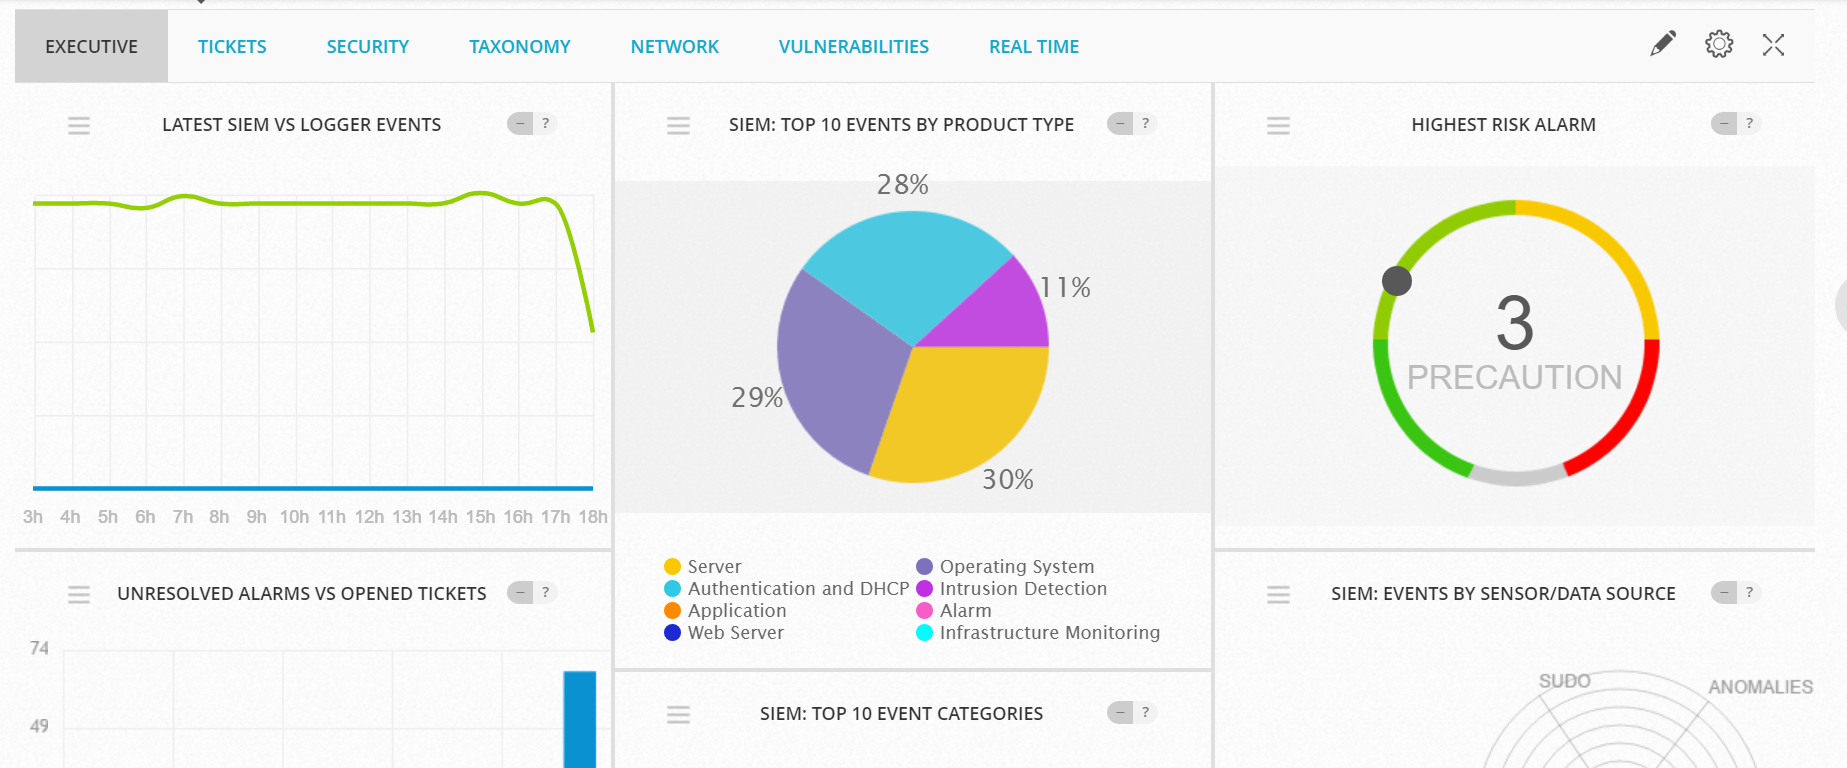 EXECUTIVE TICKETS SECURITY TAXONOMY NETWORK VULNERABILITIES REAL TIME
LATEST SIEM VS LOGGER EVENTS
− ?
3h 4h 5h 6h 7h 8h 9h 10h 11h 12h 13h 14h 15h 16h 17h 18h
UNRESOLVED ALARMS VS OPENED TICKETS
− ?
74
49
SIEM: TOP 10 EVENTS BY PRODUCT TYPE
− ?
28%
11%
29%
30%
Server Operating System
Authentication and DHCP Intrusion Detection
Application Alarm
Web Server Infrastructure Monitoring
SIEM: TOP 10 EVENT CATEGORIES
− ?
HIGHEST RISK ALARM
− ?
3
PRECAUTION
SIEM: EVENTS BY SENSOR/DATA SOURCE
− ?
SUDO
ANOMALIES